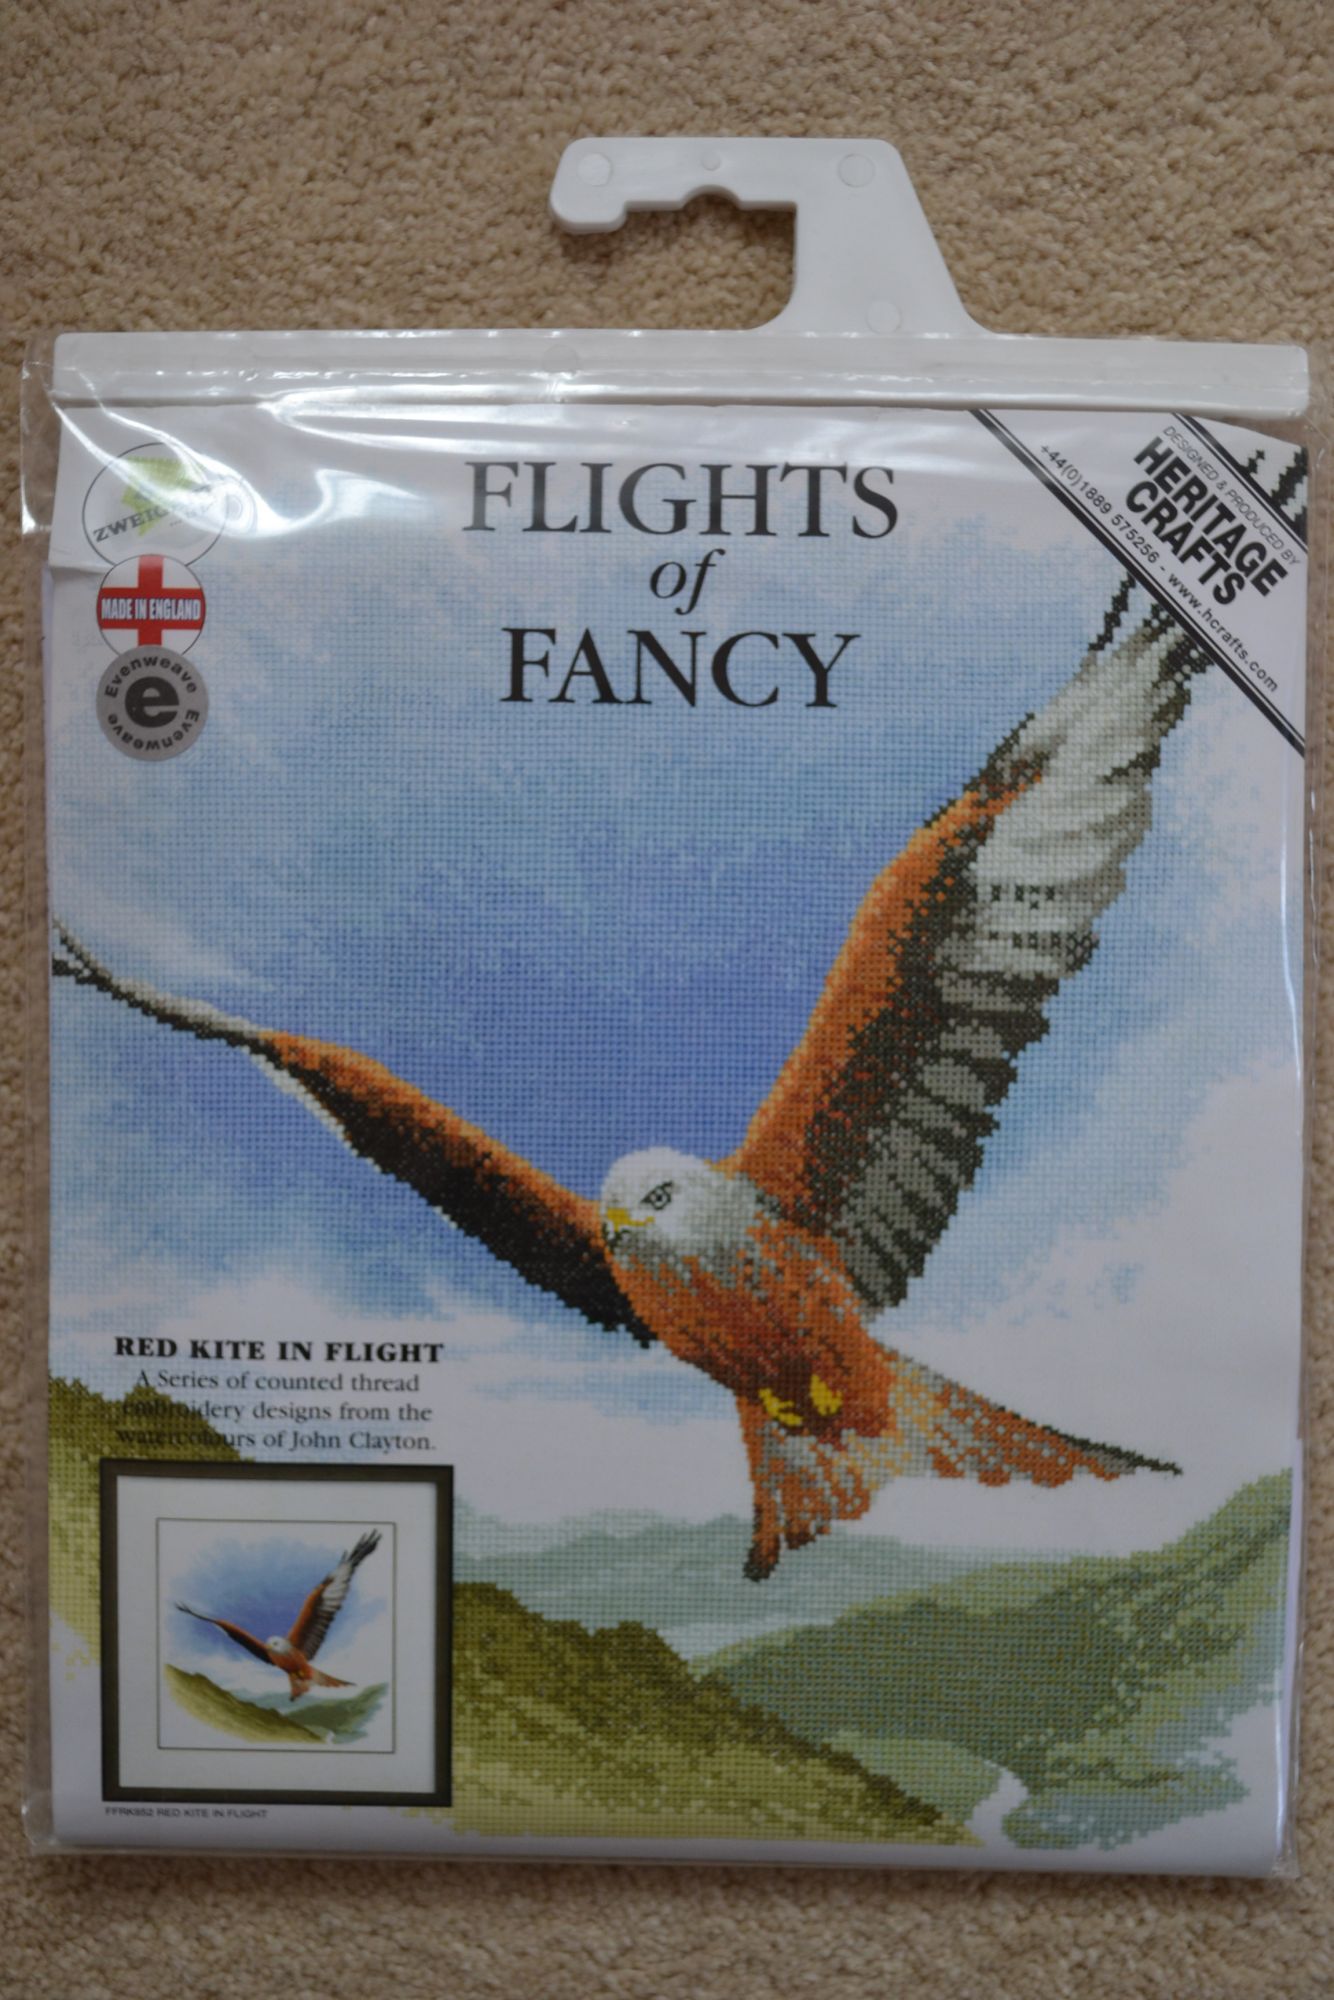 FLIGHTS
of
FANCY
DESIGNED & PRODUCED BY
HERITAGE
CRAFTS
+44(0)1889 575256 - www.hcrafts.com
MADE IN ENGLAND
Evenweave
e
Evenweave
RED KITE IN FLIGHT
A Series of counted thread
embroidery designs from the
watercolours of John Clayton.
FFRK952 RED KITE IN FLIGHT